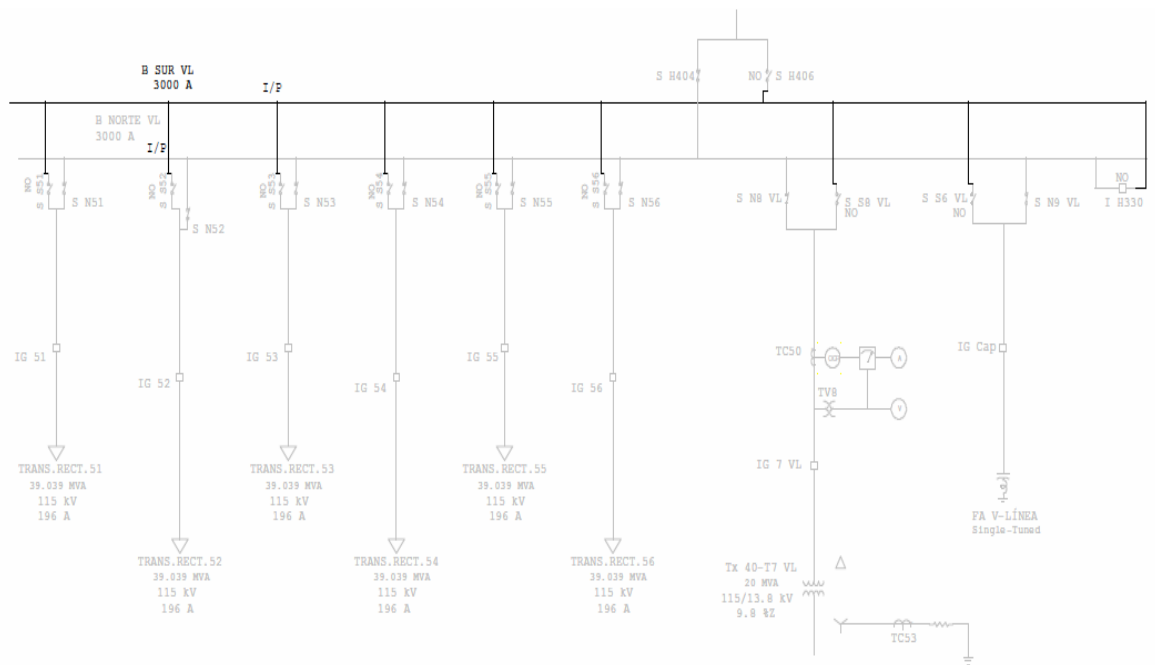 B SUR VL
3000 A
I/P
S H404
NO
S H406
B NORTE VL
3000 A
I/P
NO
S S51
S N51
NO
S S52
S N52
NO
S S53
S N53
NO
S S54
S N54
NO
S S55
S N55
NO
S S56
S N56
S N8 VL
S S8 VL
NO
S S6 VL
NO
S N9 VL
NO
I H330
IG 51
IG 52
IG 53
IG 54
IG 55
IG 56
TC50
A
TV8
V
IG Cap
IG 7 VL
TRANS.RECT.51
39.039 MVA
115 kV
196 A
TRANS.RECT.53
39.039 MVA
115 kV
196 A
TRANS.RECT.55
39.039 MVA
115 kV
196 A
FA V-LÍNEA
Single-Tuned
TRANS.RECT.52
39.039 MVA
115 kV
196 A
TRANS.RECT.54
39.039 MVA
115 kV
196 A
TRANS.RECT.56
39.039 MVA
115 kV
196 A
Tx 40-T7 VL
20 MVA
115/13.8 kV
9.8 %Z
TC53